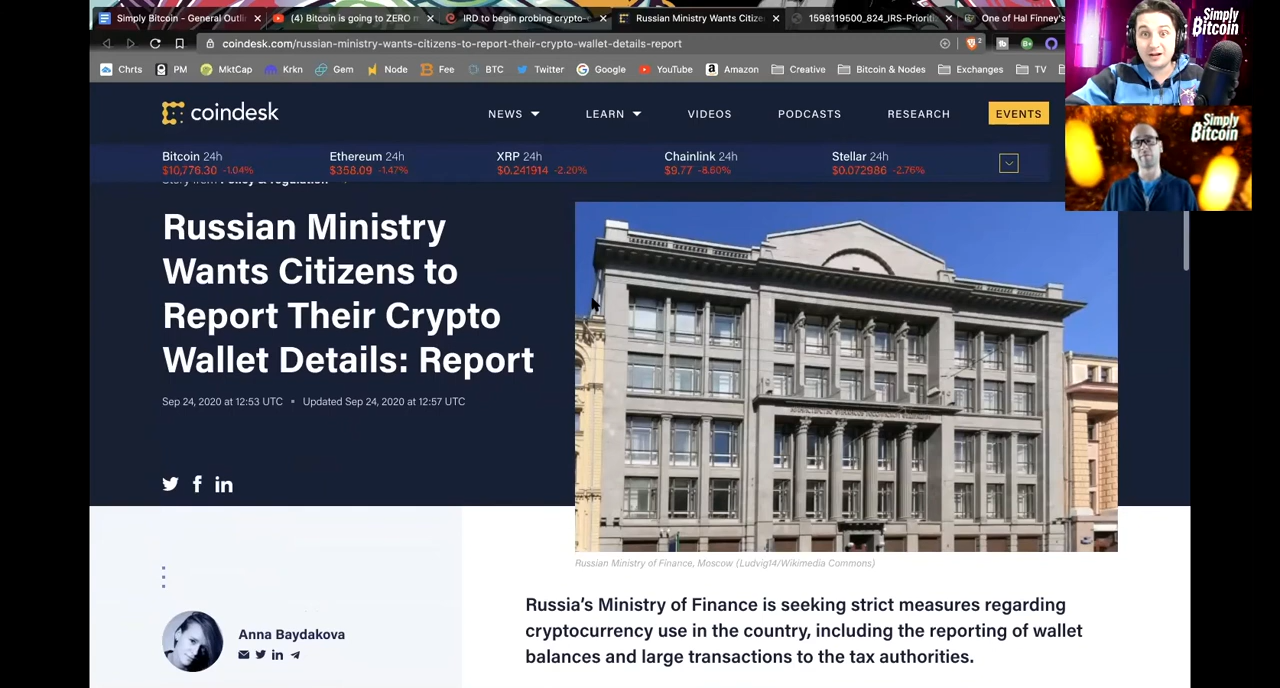 Simply Bitcoin - General Outli
(4) Bitcoin is going to ZERO m
IRD to begin probing crypto-
Russian Ministry Wants Citize
1598119500_824_IRS-Prioriti
One of Hal Finney's
Simply
Bitcoin
coindesk.com/russian-ministry-wants-citizens-to-report-their-crypto-wallet-details-report
Chrts PM MktCap Krkn Gem Node Fee BTC Twitter Google YouTube Amazon Creative Bitcoin & Nodes Exchanges TV
coindesk
NEWS LEARN VIDEOS PODCASTS RESEARCH EVENTS
Simply
Bitcoin
Bitcoin 24h Ethereum 24h XRP 24h Chainlink 24h Stellar 24h
$10,776.30 -1.04% $358.09 -1.47% $0.241914 -2.20% $9.77 -8.60% $0.072986 -2.76%
Story from Policy & regulation
Russian Ministry
Wants Citizens to
Report Their Crypto
Wallet Details: Report
Sep 24, 2020 at 12:53 UTC Updated Sep 24, 2020 at 12:57 UTC
Russian Ministry of Finance, Moscow (Ludvig14/Wikimedia Commons)
Anna Baydakova
Russia's Ministry of Finance is seeking strict measures regarding
cryptocurrency use in the country, including the reporting of wallet
balances and large transactions to the tax authorities.